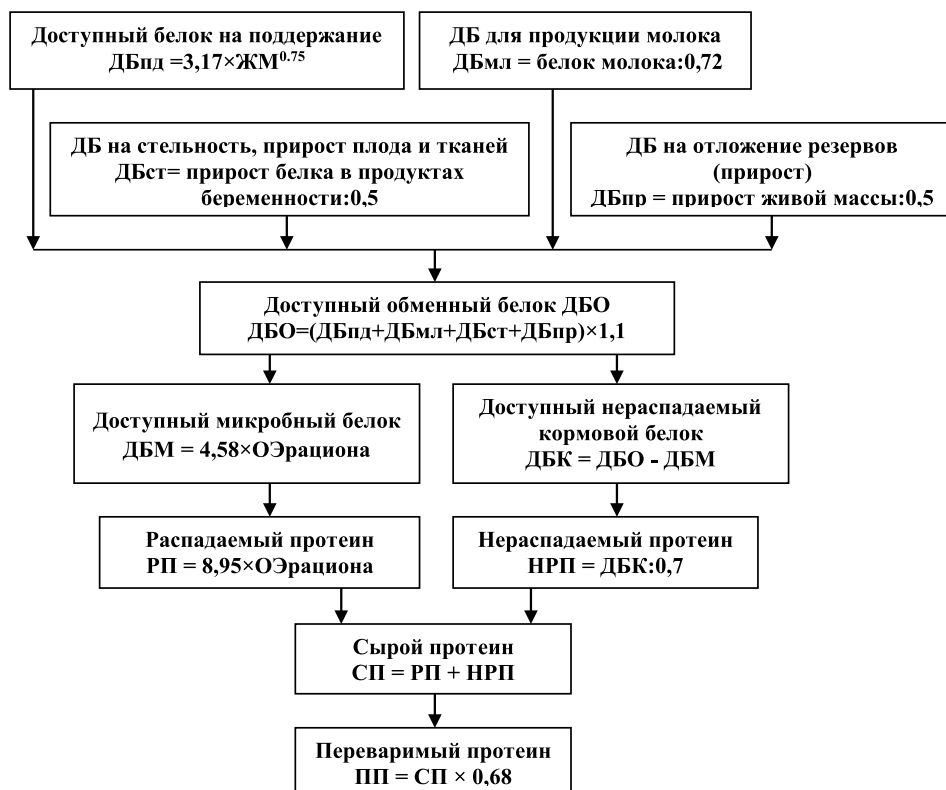 Доступный белок на поддержание
ДБпд =3,17×ЖМ^0.75
ДБ для продукции молока
ДБмл = белок молока:0,72
ДБ на стельность, прирост плода и тканей
ДБст= прирост белка в продуктах
беременности:0,5
ДБ на отложение резервов
(прирост)
ДБпр = прирост живой массы:0,5
Доступный обменный белок ДБО
ДБО=(ДБпд+ДБмл+ДБст+ДБпр)×1,1
Доступный микробный белок
ДБМ = 4,58×ОЭрациона
Доступный нераспадаемый
кормовой белок
ДБК = ДБО - ДБМ
Распадаемый протеин
РП = 8,95×ОЭрациона
Нераспадаемый протеин
НРП = ДБК:0,7
Сырой протеин
СП = РП + НРП
Переваримый протеин
ПП = СП × 0,68